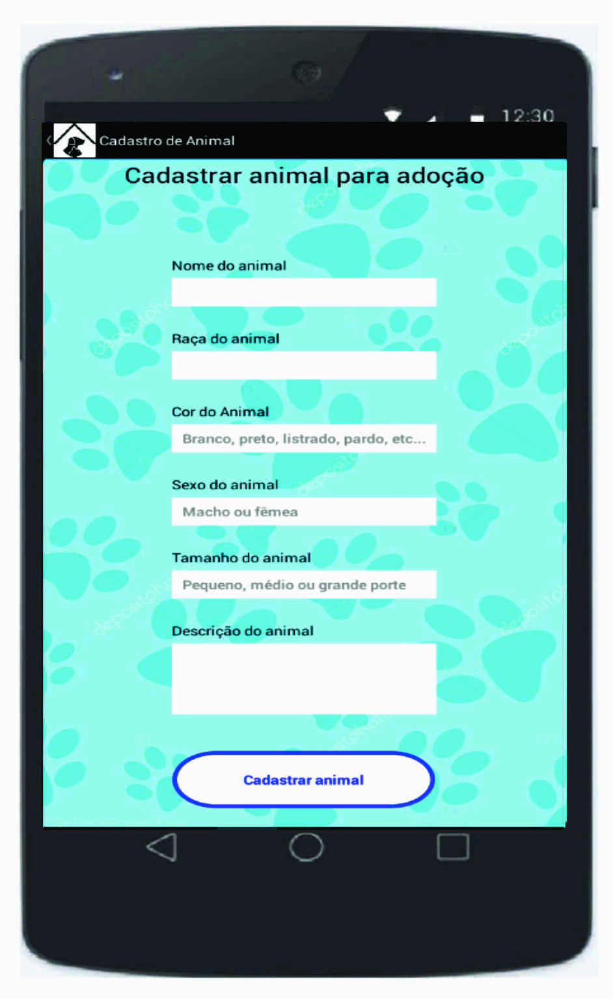 12:30
Cadastro de Animal
Cadastrar animal para adoção
Nome do animal
Raça do animal
Cor do Animal
Branco, preto, listrado, pardo, etc...
Sexo do animal
Macho ou fêmea
Tamanho do animal
Pequeno, médio ou grande porte
Descrição do animal
Cadastrar animal